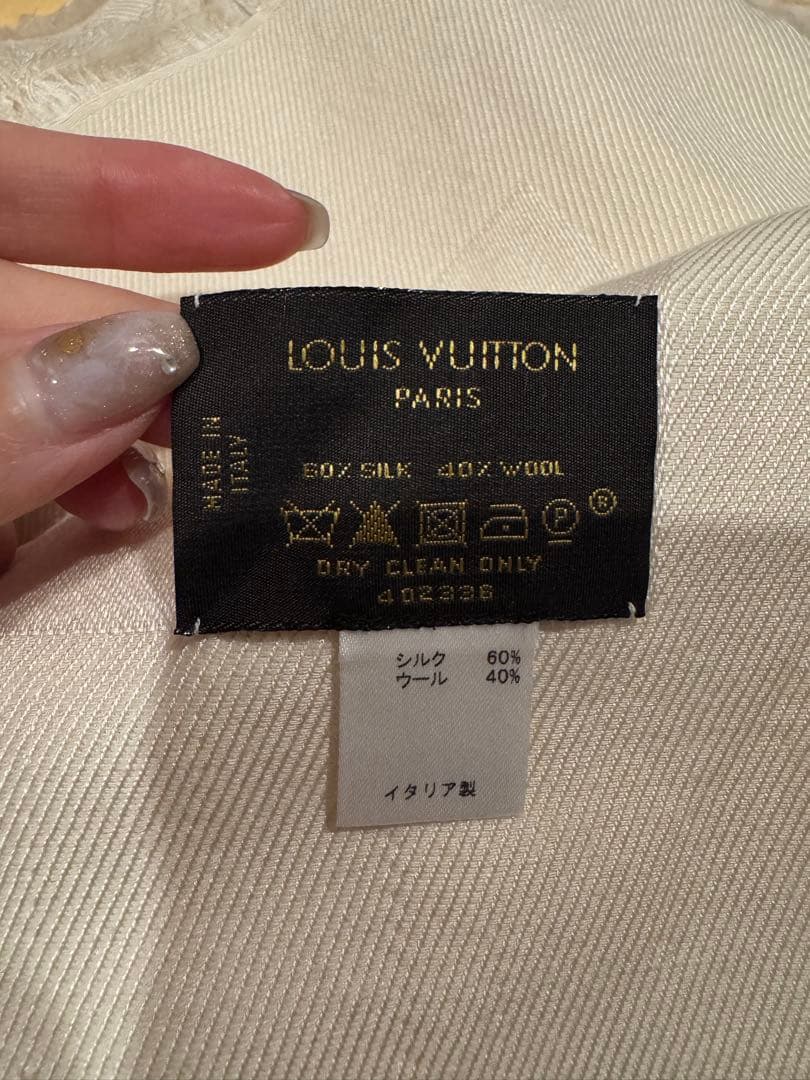 LOUIS VUITTON
PARIS
MADE IN
ITALY
60% SILK 40% WOOL
P
®
DRY CLEAN ONLY
402336
シルク 60%
ウール 40%
イタリア製